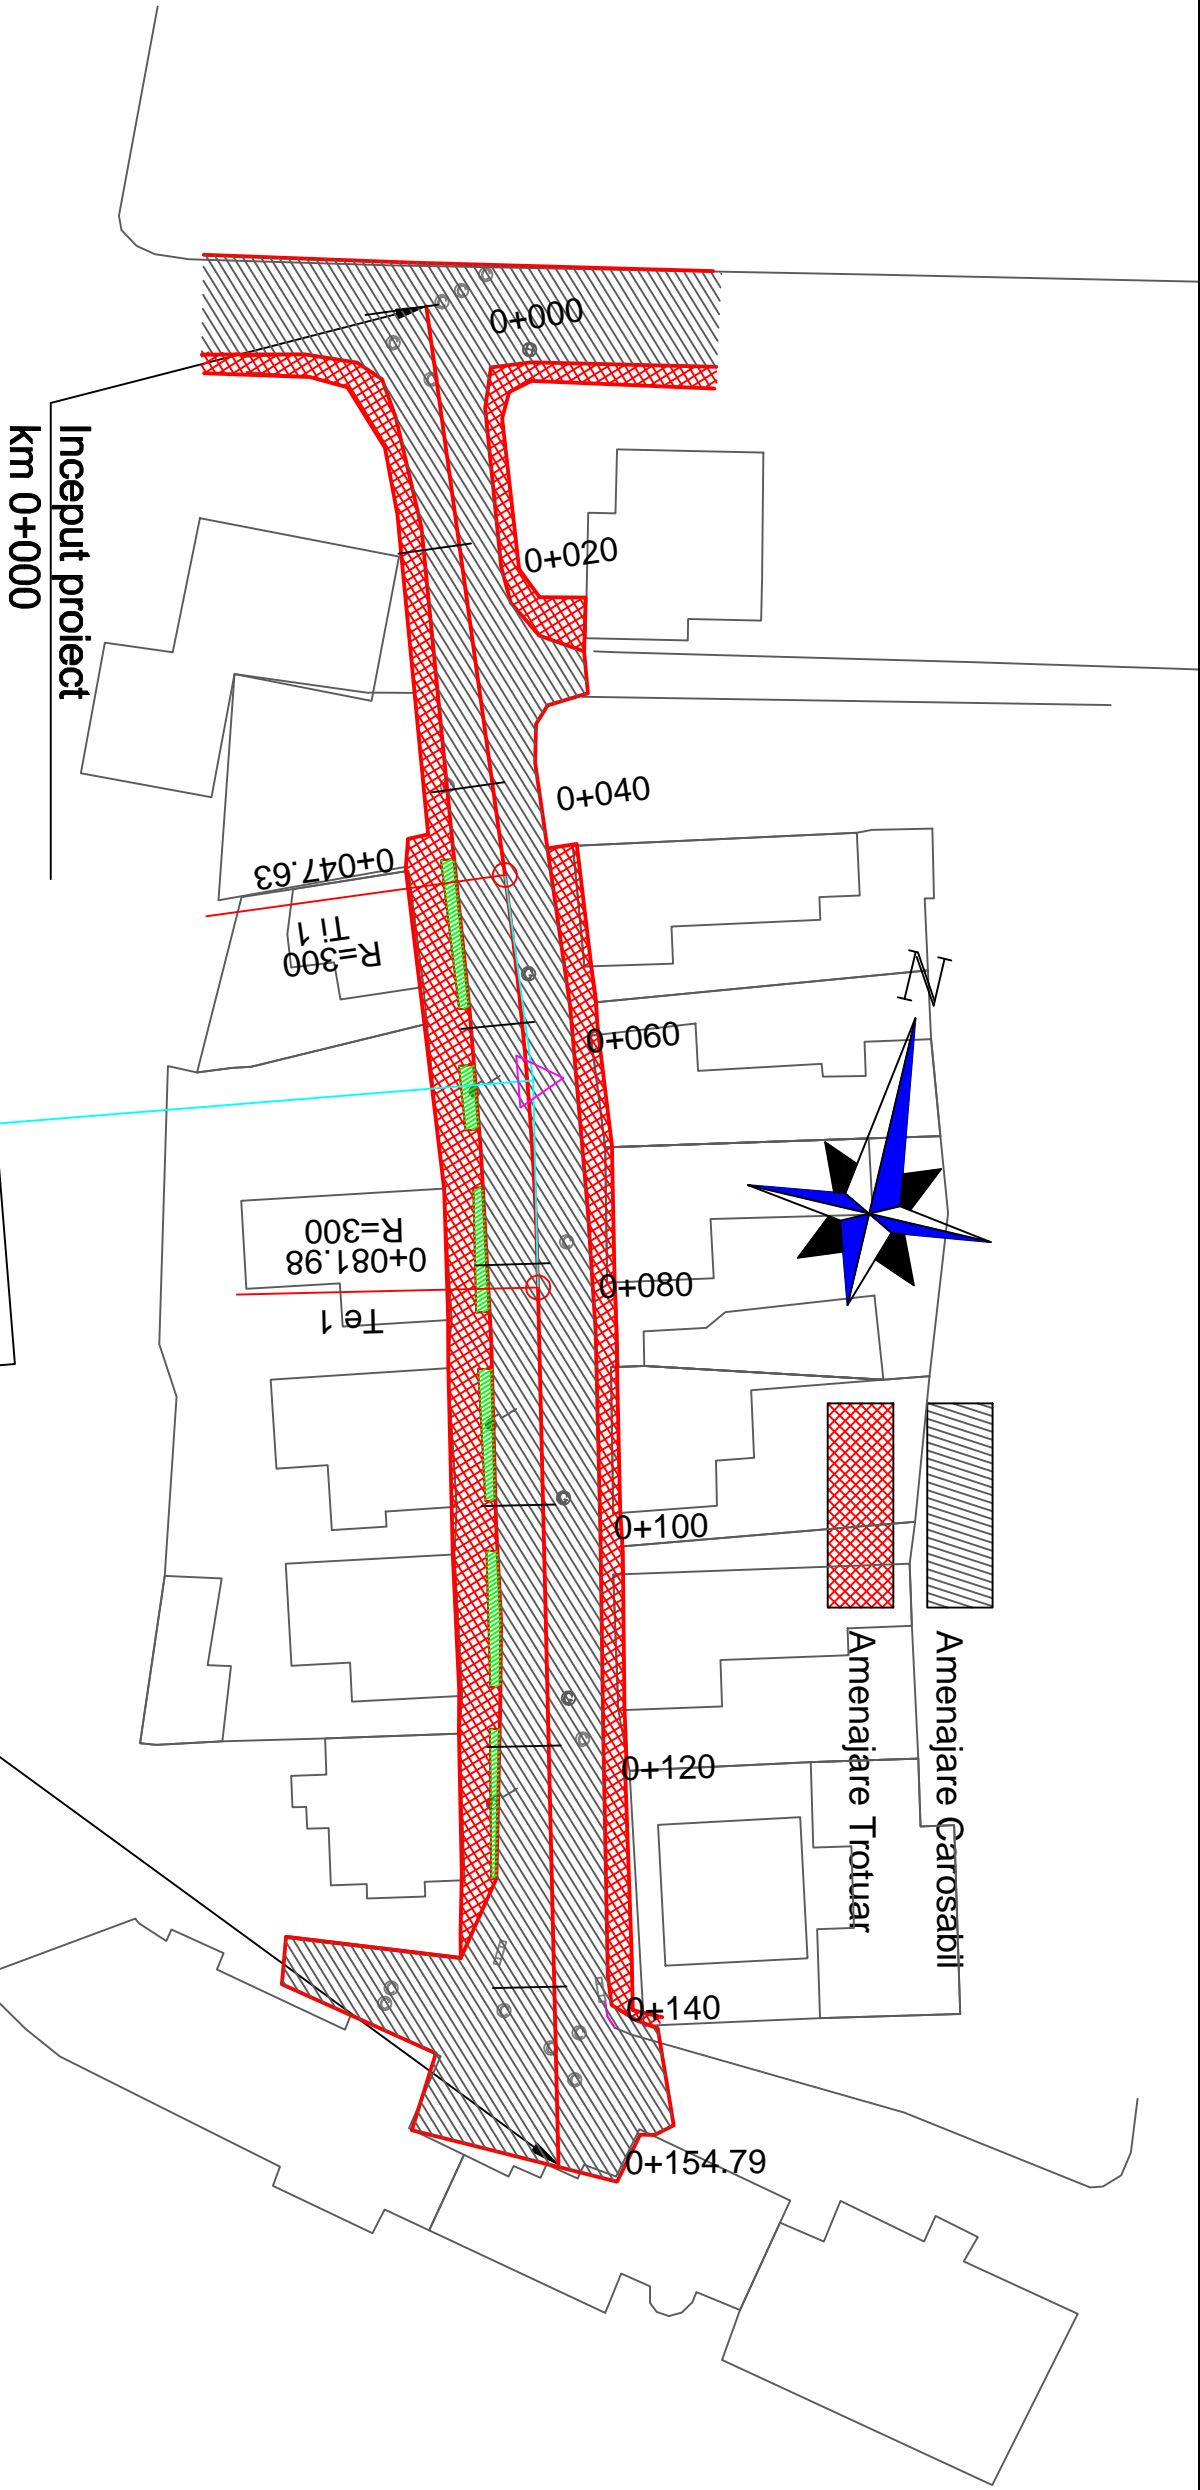 0+000
Inceput proiect
km 0+000
0+020
0+040
0+047.63
Ti 1
R=300
N
0+060
0+080
R=300
0+081.98
Te 1
0+100
Amenajare Carosabil
Amenajare Trotuar
0+120
0+140
0+154.79